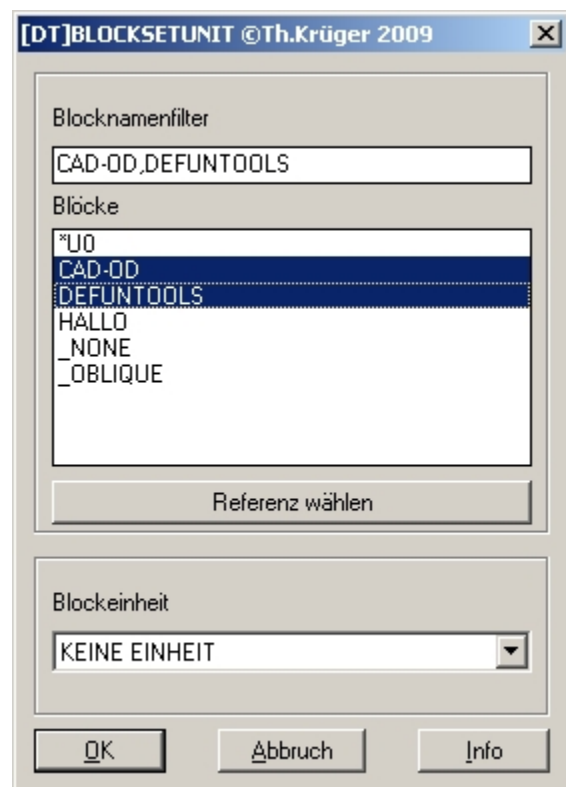 [DT]BLOCKSETUNIT ©Th.Krüger 2009
Blocknamenfilter
CAD-OD,DEFUNTOOLS
Blöcke
*U0
CAD-OD
DEFUNTOOLS
HALLO
_NONE
_OBLIQUE
Referenz wählen
Blockeinheit
KEINE EINHEIT
OK Abbruch Info